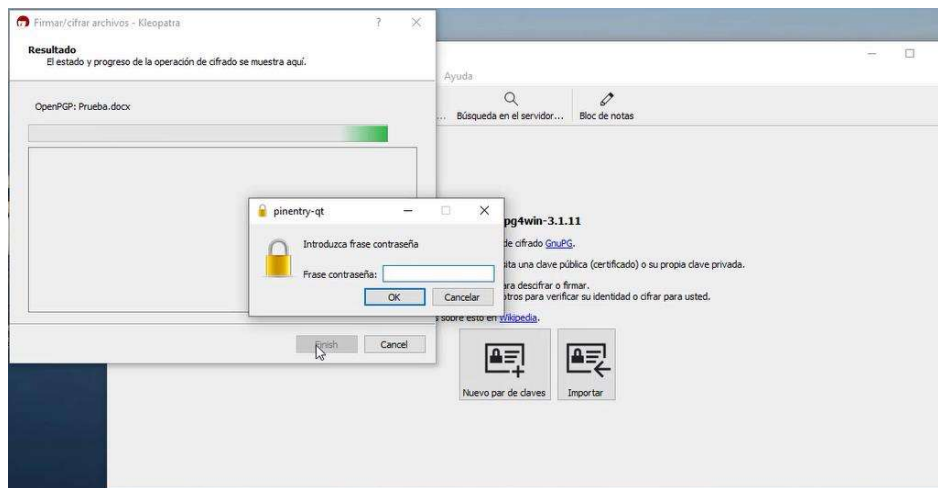 Firmar/cifrar archivos - Kleopatra
Resultado
El estado y progreso de la operación de cifrado se muestra aquí.
OpenPGP: Prueba.docx
Ayuda
... Búsqueda en el servidor... Bloc de notas
pinentry-qt
Introduzca frase contraseña
Frase contraseña:
OK Cancelar
pg4win-3.1.11
de cifrado GnuPG.
sita una clave pública (certificado) o su propia clave privada.
ara descifrar o firmar.
otros para verificar su identidad o cifrar para usted.
s sobre esto en Wikipedia.
Finish Cancel
Nuevo par de claves Importar